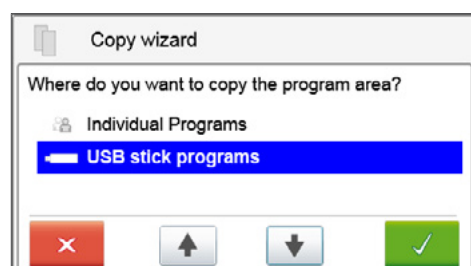 Copy wizard
Where do you want to copy the program area?
Individual Programs
USB stick programs